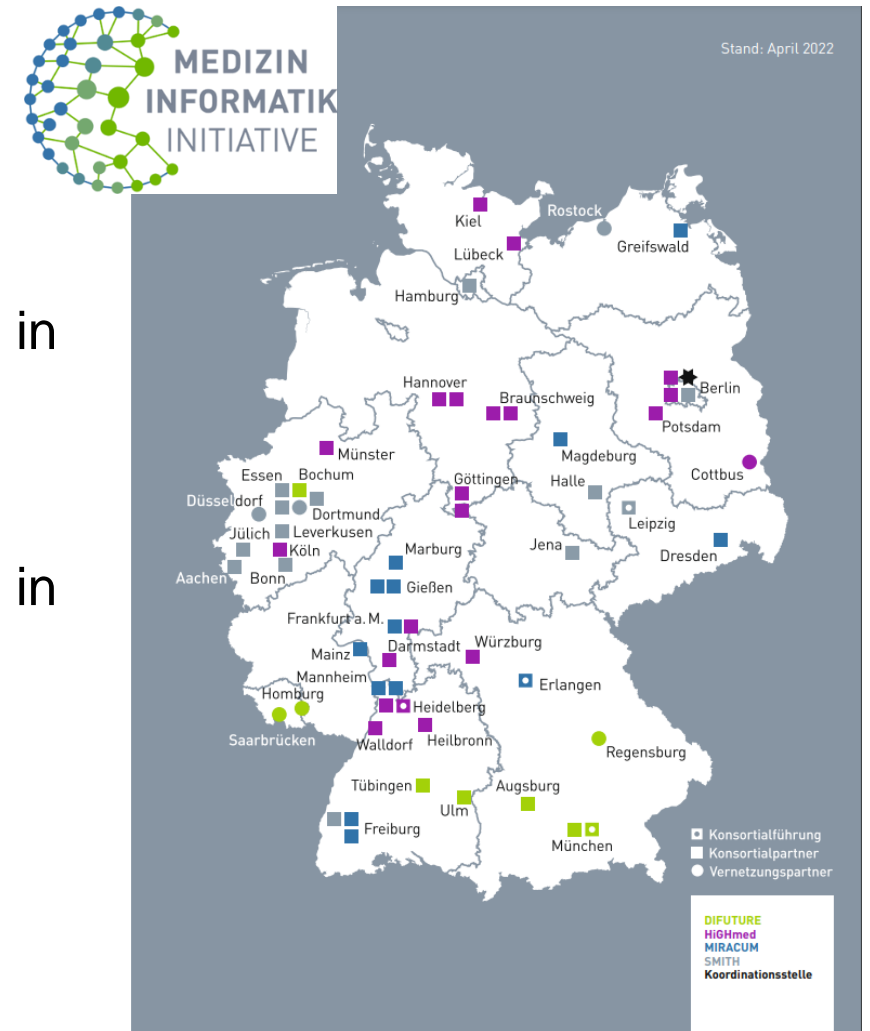 MEDIZIN
INFORMATIK
INITIATIVE
Stand: April 2022
Kiel
Rostock
Greifswald
Lübeck
Hamburg
in
Hannover
Berlin
Braunschweig
Potsdam
Münster
Magdeburg
Cottbus
Essen
Bochum
Göttingen
Halle
Düsseldorf
Dortmund
Leipzig
Jülich
Leverkusen
Jena
Dresden
Köln
Marburg
Aachen
Bonn
Gießen
in
Frankfurt a. M.
Darmstadt
Würzburg
Mainz
Mannheim
Erlangen
Homburg
Heidelberg
Saarbrücken
Walldorf
Heilbronn
Regensburg
Tübingen
Augsburg
Ulm
Freiburg
München
Konsortialführung
Konsortialpartner
Vernetzungspartner
DIFUTURE
HiGHmed
MIRACUM
SMITH
Koordinationsstelle